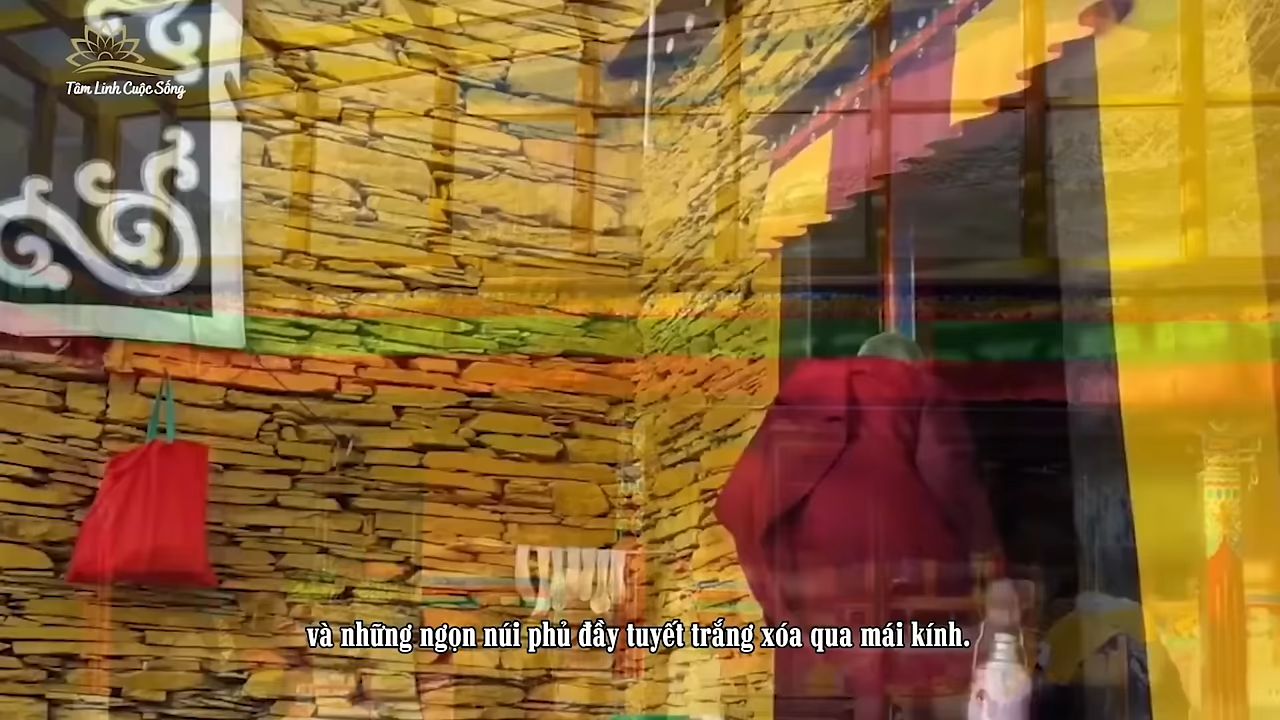 Tâm Linh Cuộc Sống
và những ngọn núi phủ đầy tuyết trắng xóa qua mái kính.